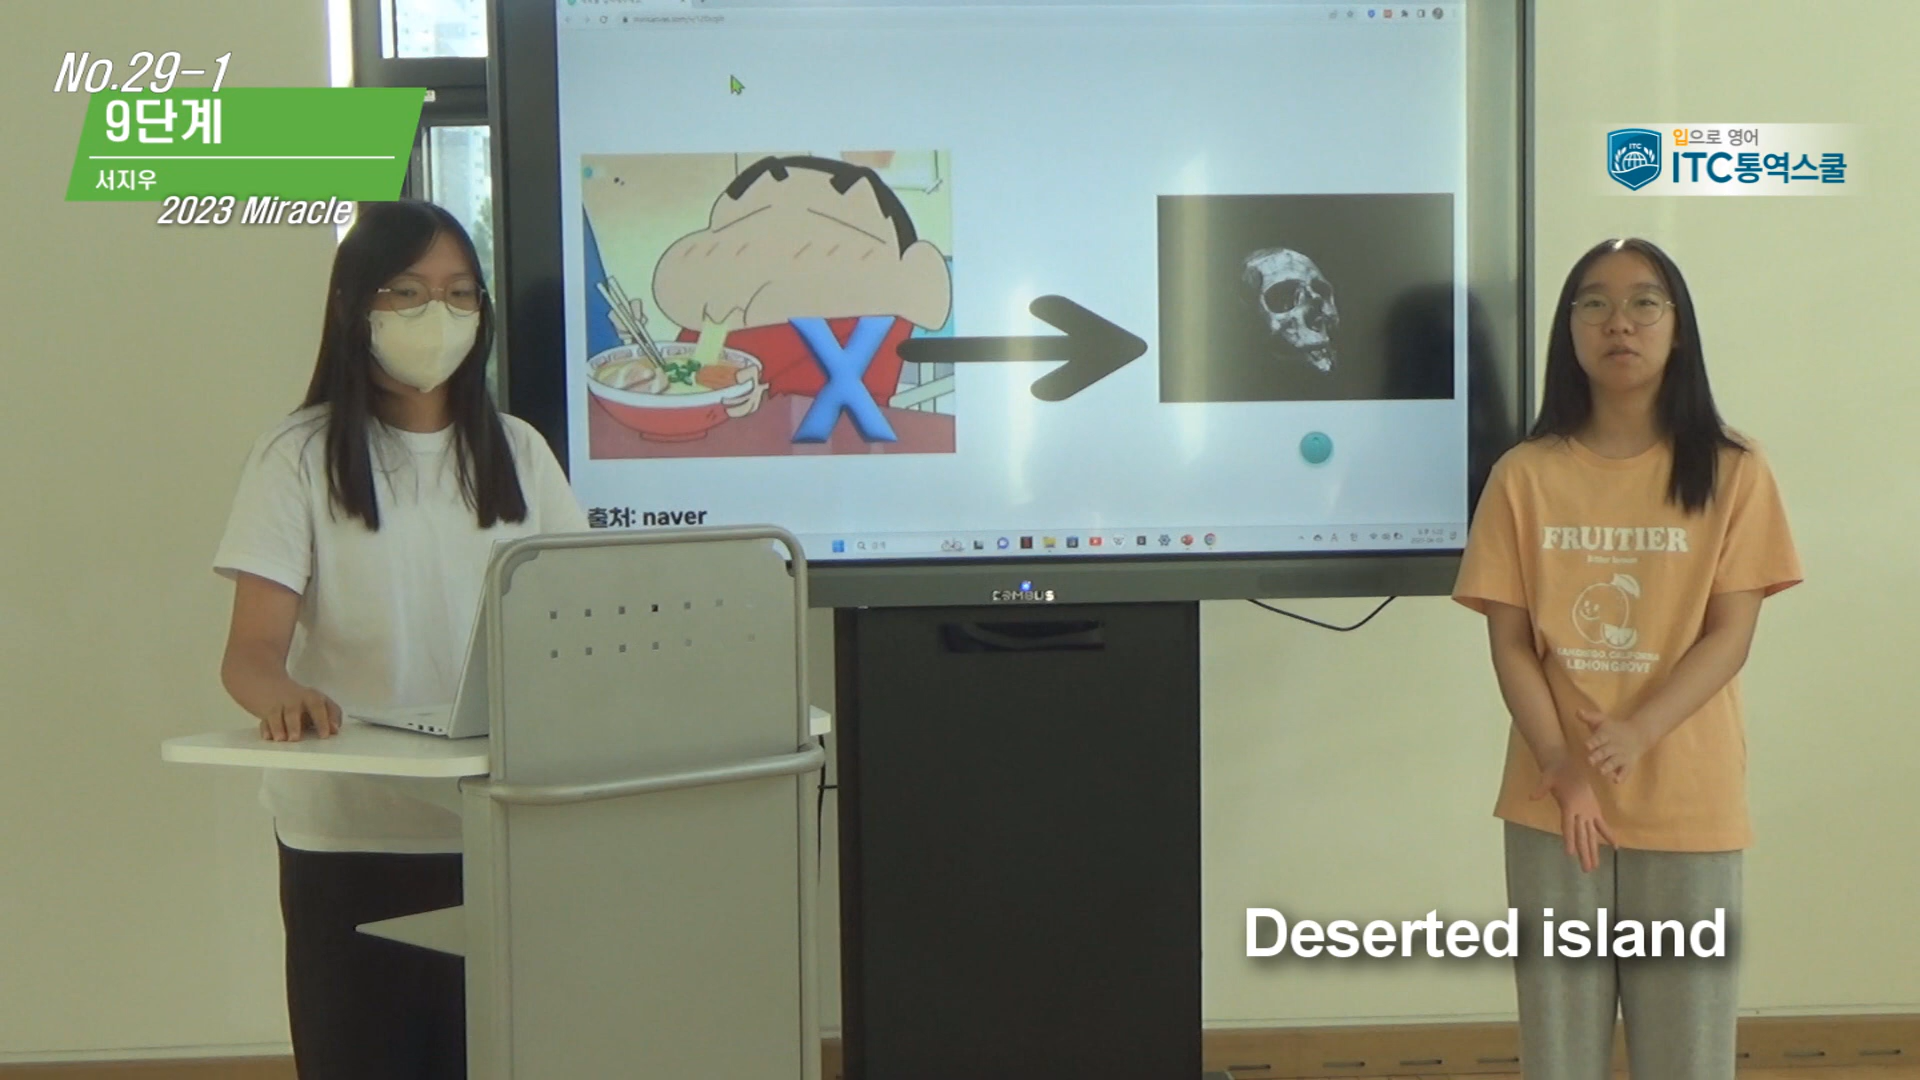 No.29-1
9단계
서지우
2023 Miracle
입으로 영어
ITC
ITC통역스쿨
X
출처: naver
FRUITIER
LEMON GROVE
Deserted island